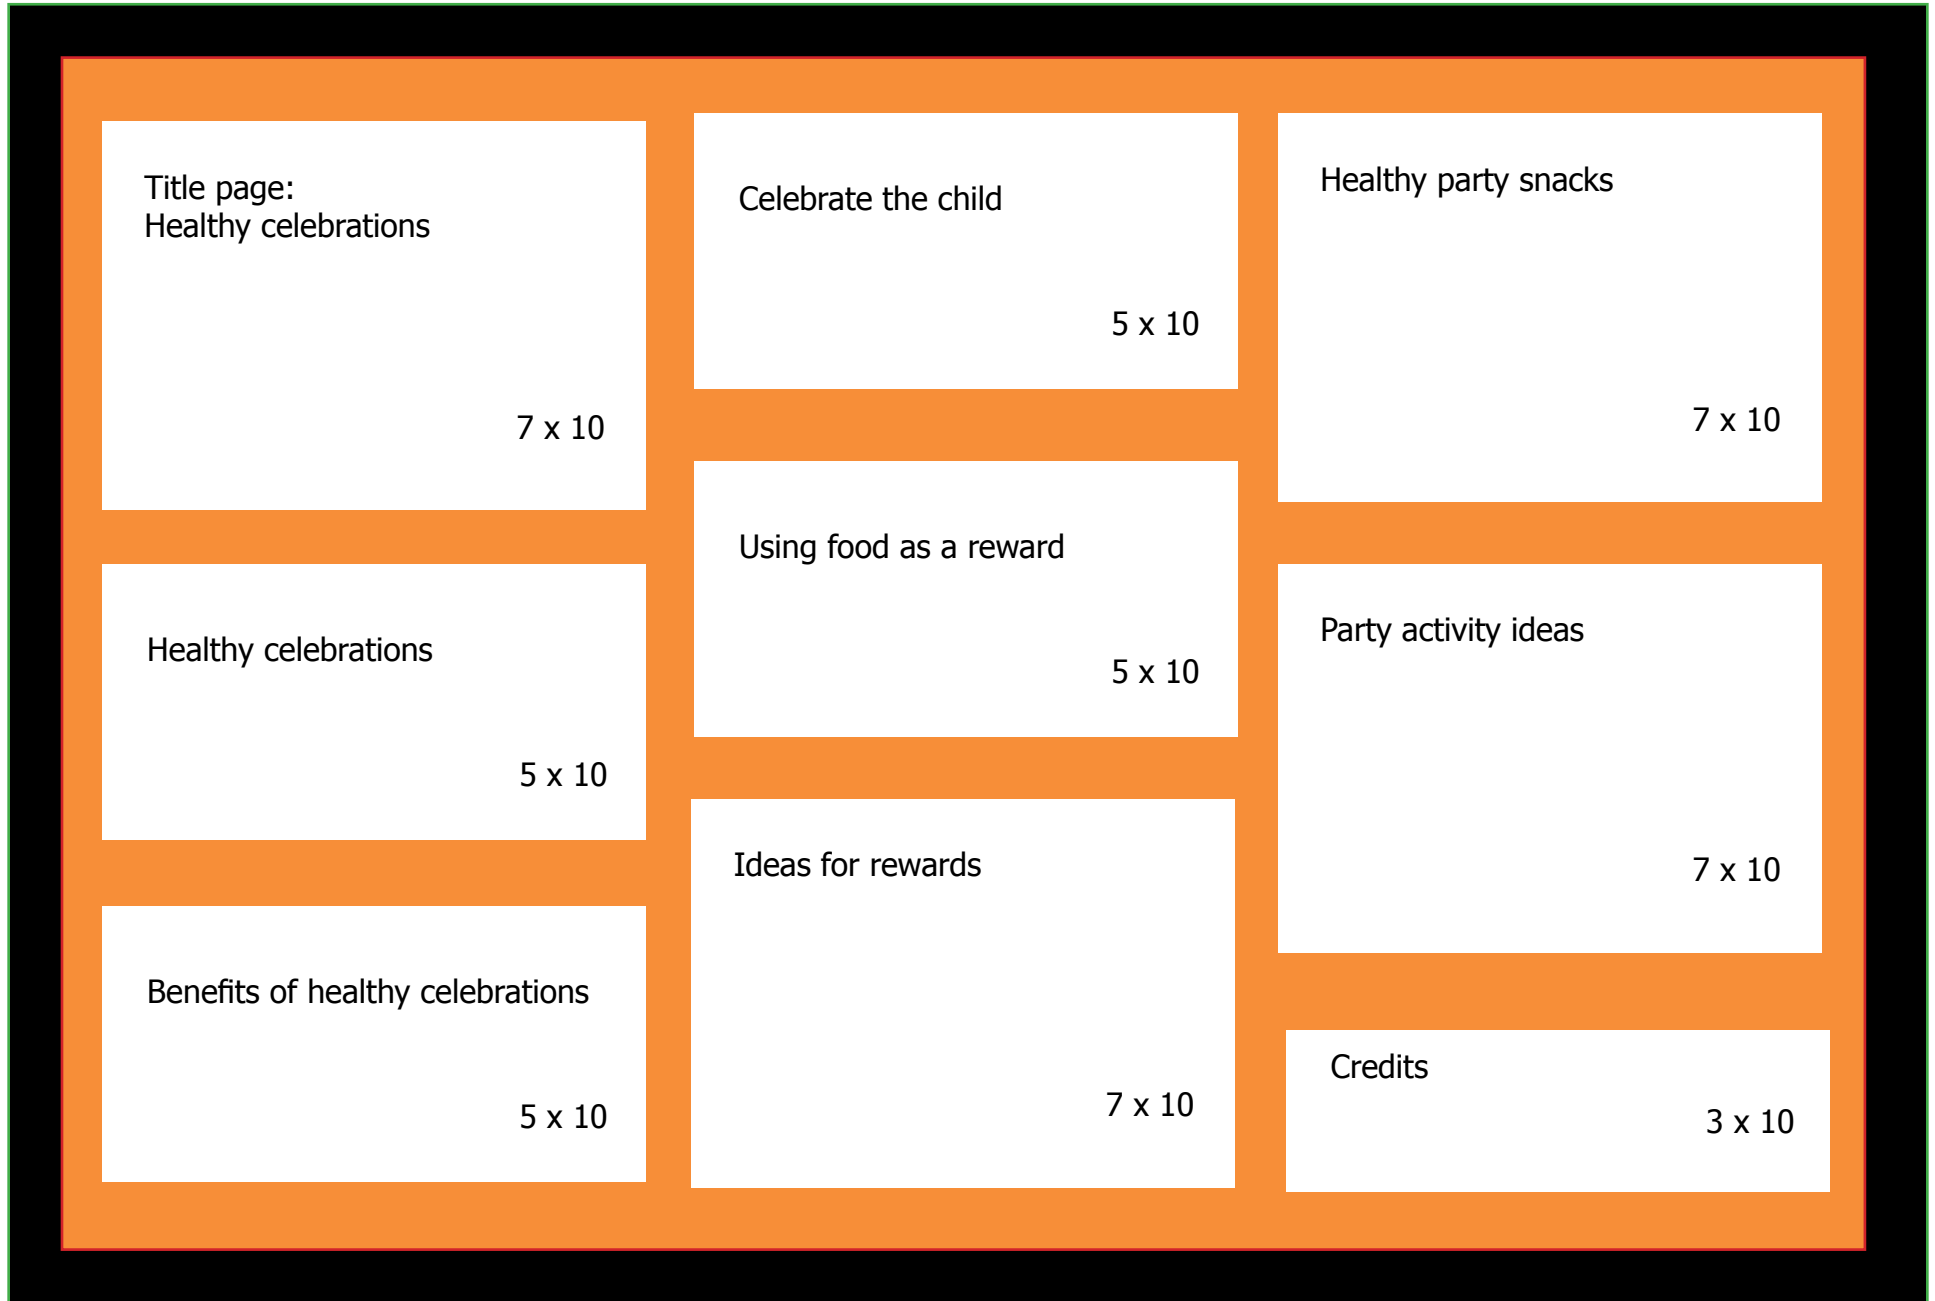 Title page:
Healthy celebrations
7 x 10
Healthy celebrations
5 x 10
Benefits of healthy celebrations
5 x 10
Celebrate the child
5 x 10
Using food as a reward
5 x 10
Ideas for rewards
7 x 10
Healthy party snacks
7 x 10
Party activity ideas
7 x 10
Credits
3 x 10